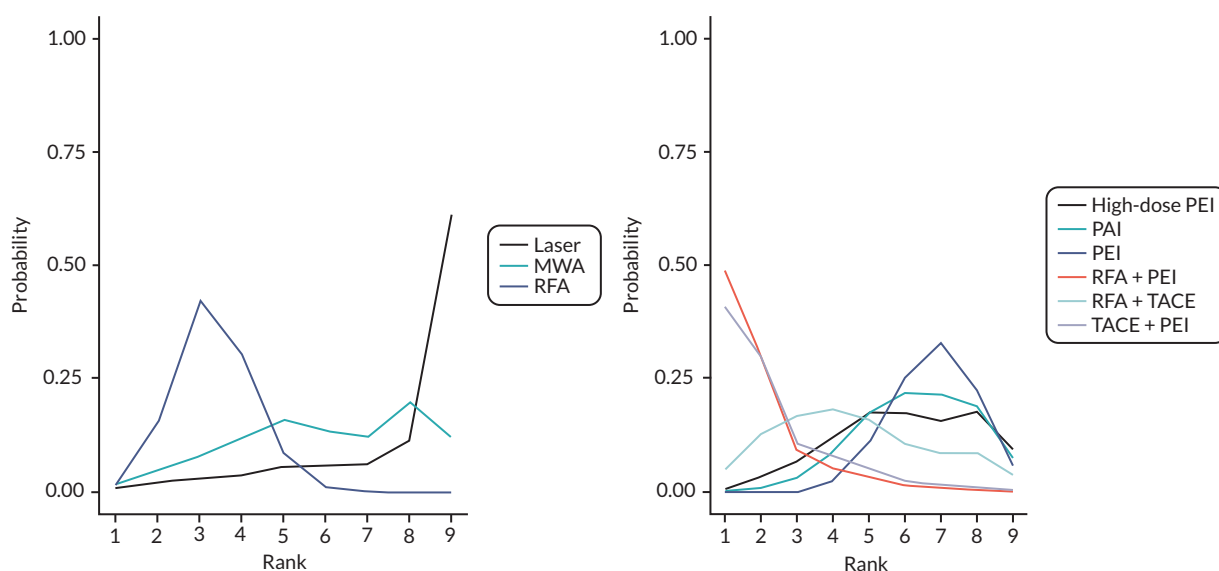 1.00
0.75
0.50
0.25
0.00
Probability
1 2 3 4 5 6 7 8 9
Rank
Laser
MWA
RFA
1.00
0.75
0.50
0.25
0.00
Probability
1 2 3 4 5 6 7 8 9
Rank
High-dose PEI
PAI
PEI
RFA + PEI
RFA + TACE
TACE + PEI